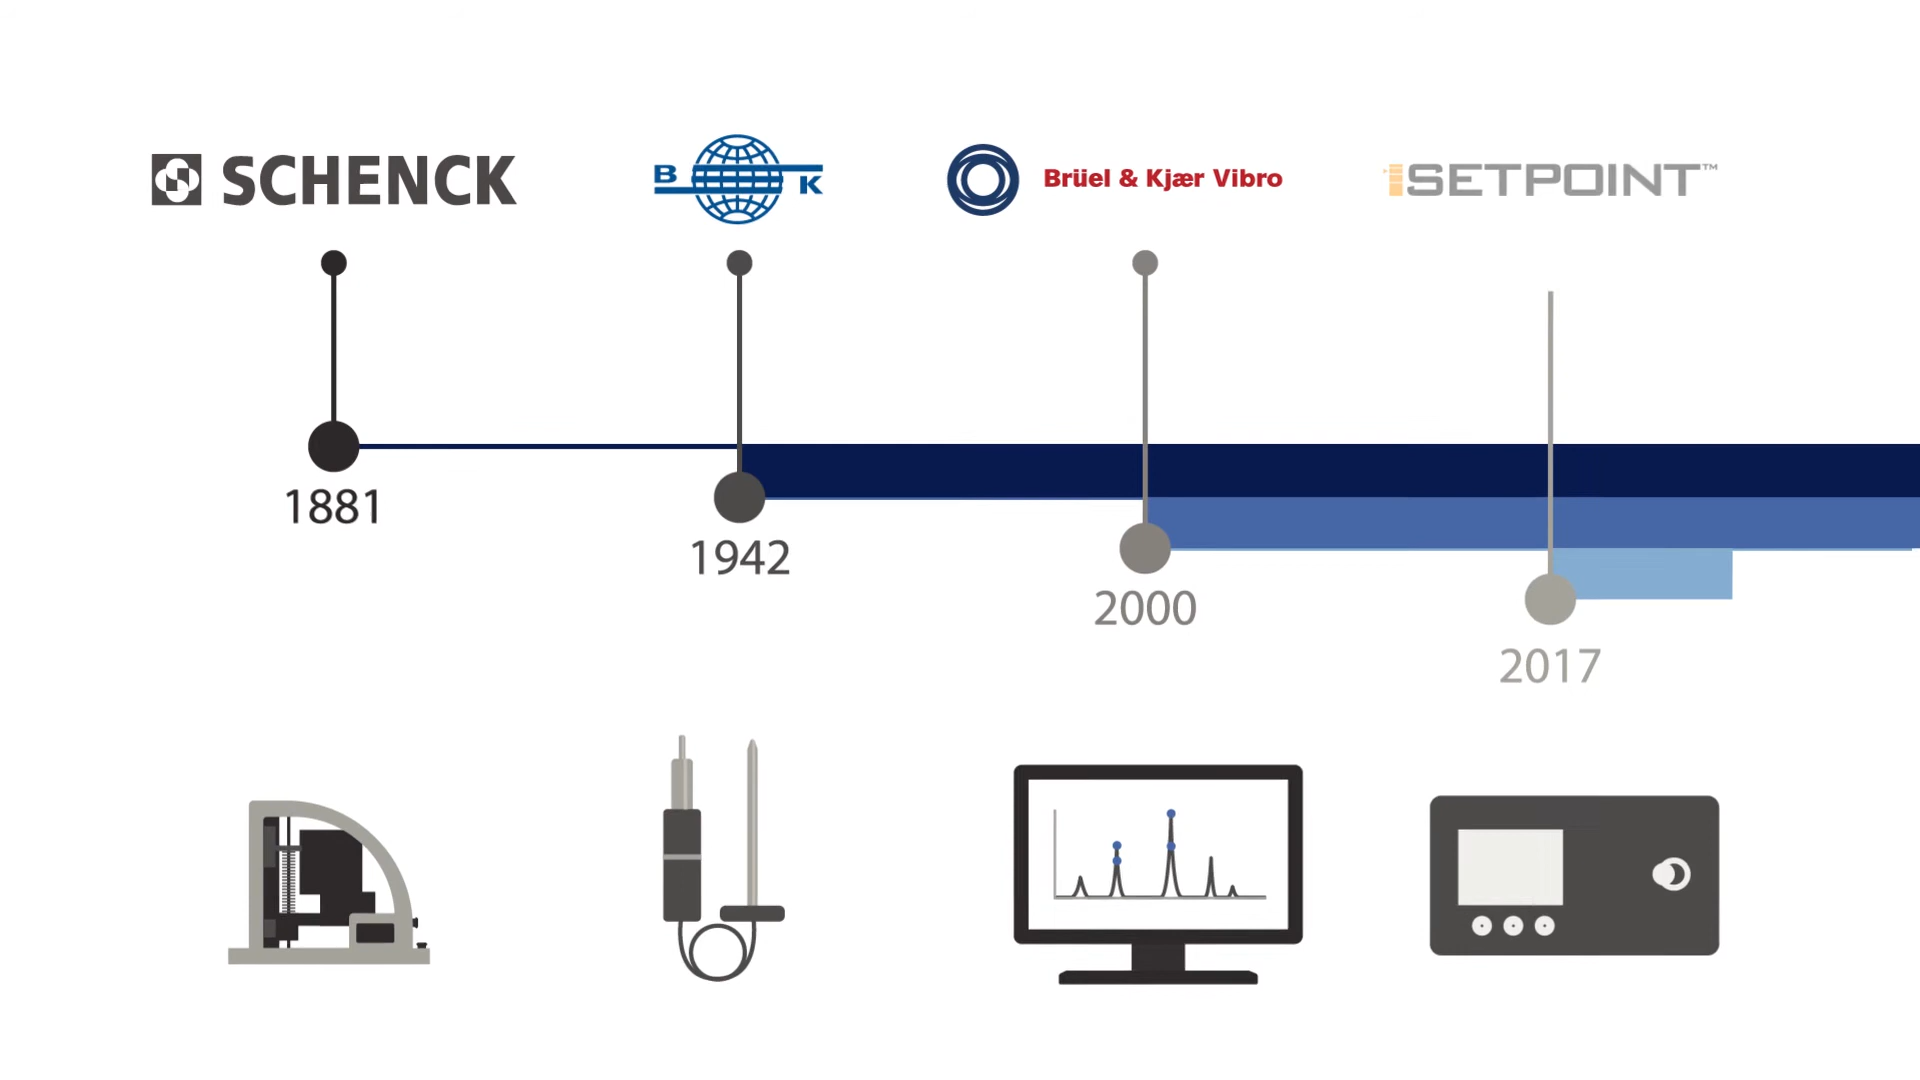 SCHENCK
B K
Brüel & Kjær Vibro
SETPOINT™
1881
1942
2000
2017